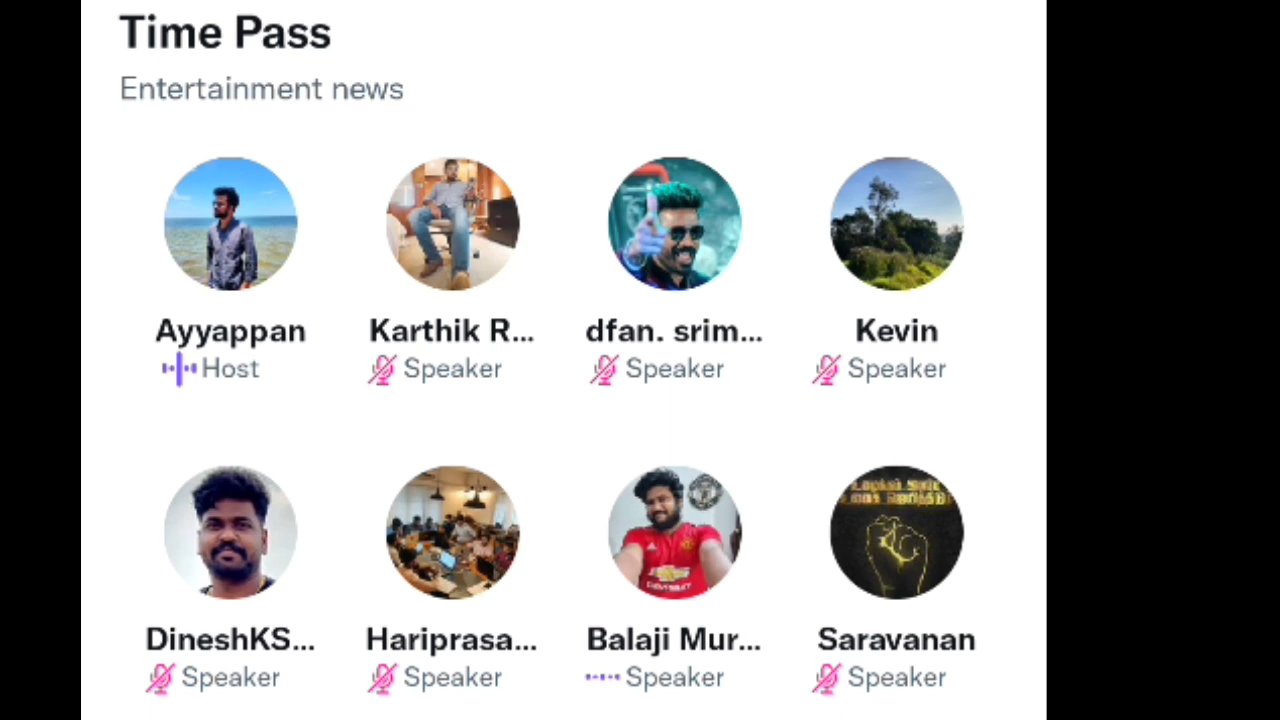 Time Pass
Entertainment news
Ayyappan Karthik R... dfan. srim... Kevin
Host Speaker Speaker Speaker
DineshKS... Hariprasa... Balaji Mur... Saravanan
Speaker Speaker Speaker Speaker